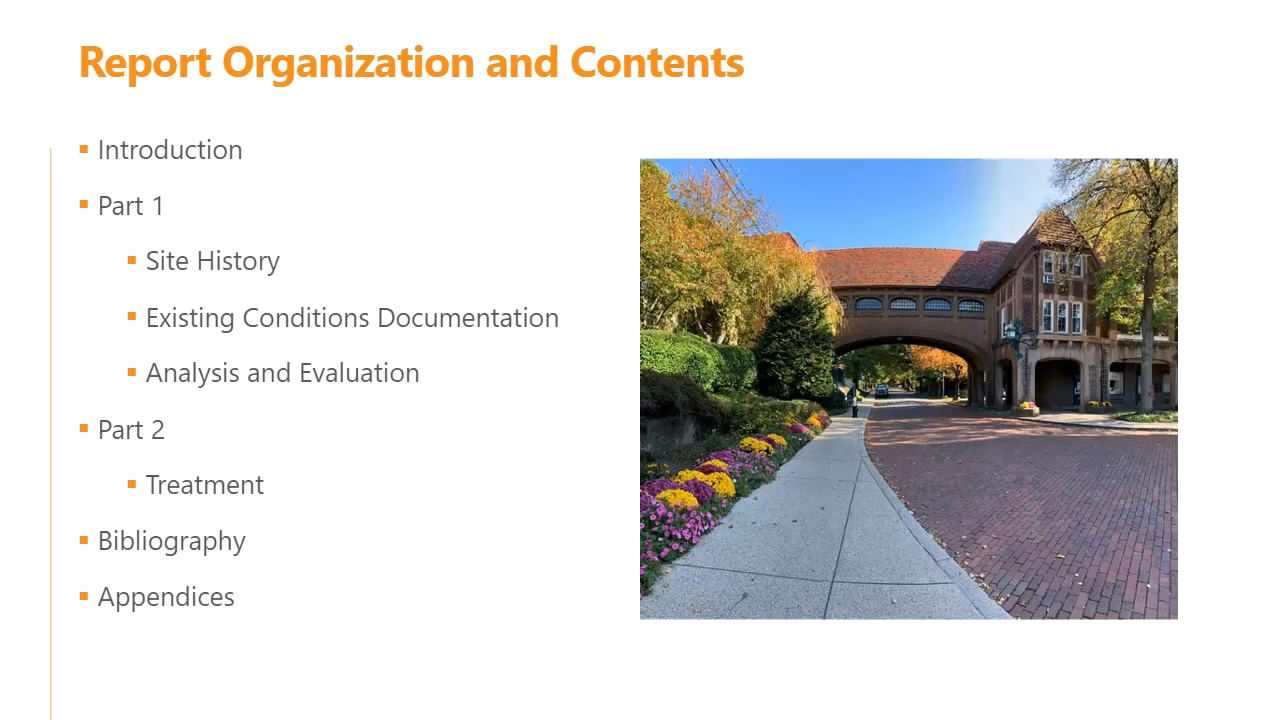 Report Organization and Contents
Introduction
Part 1
Site History
Existing Conditions Documentation
Analysis and Evaluation
Part 2
Treatment
Bibliography
Appendices